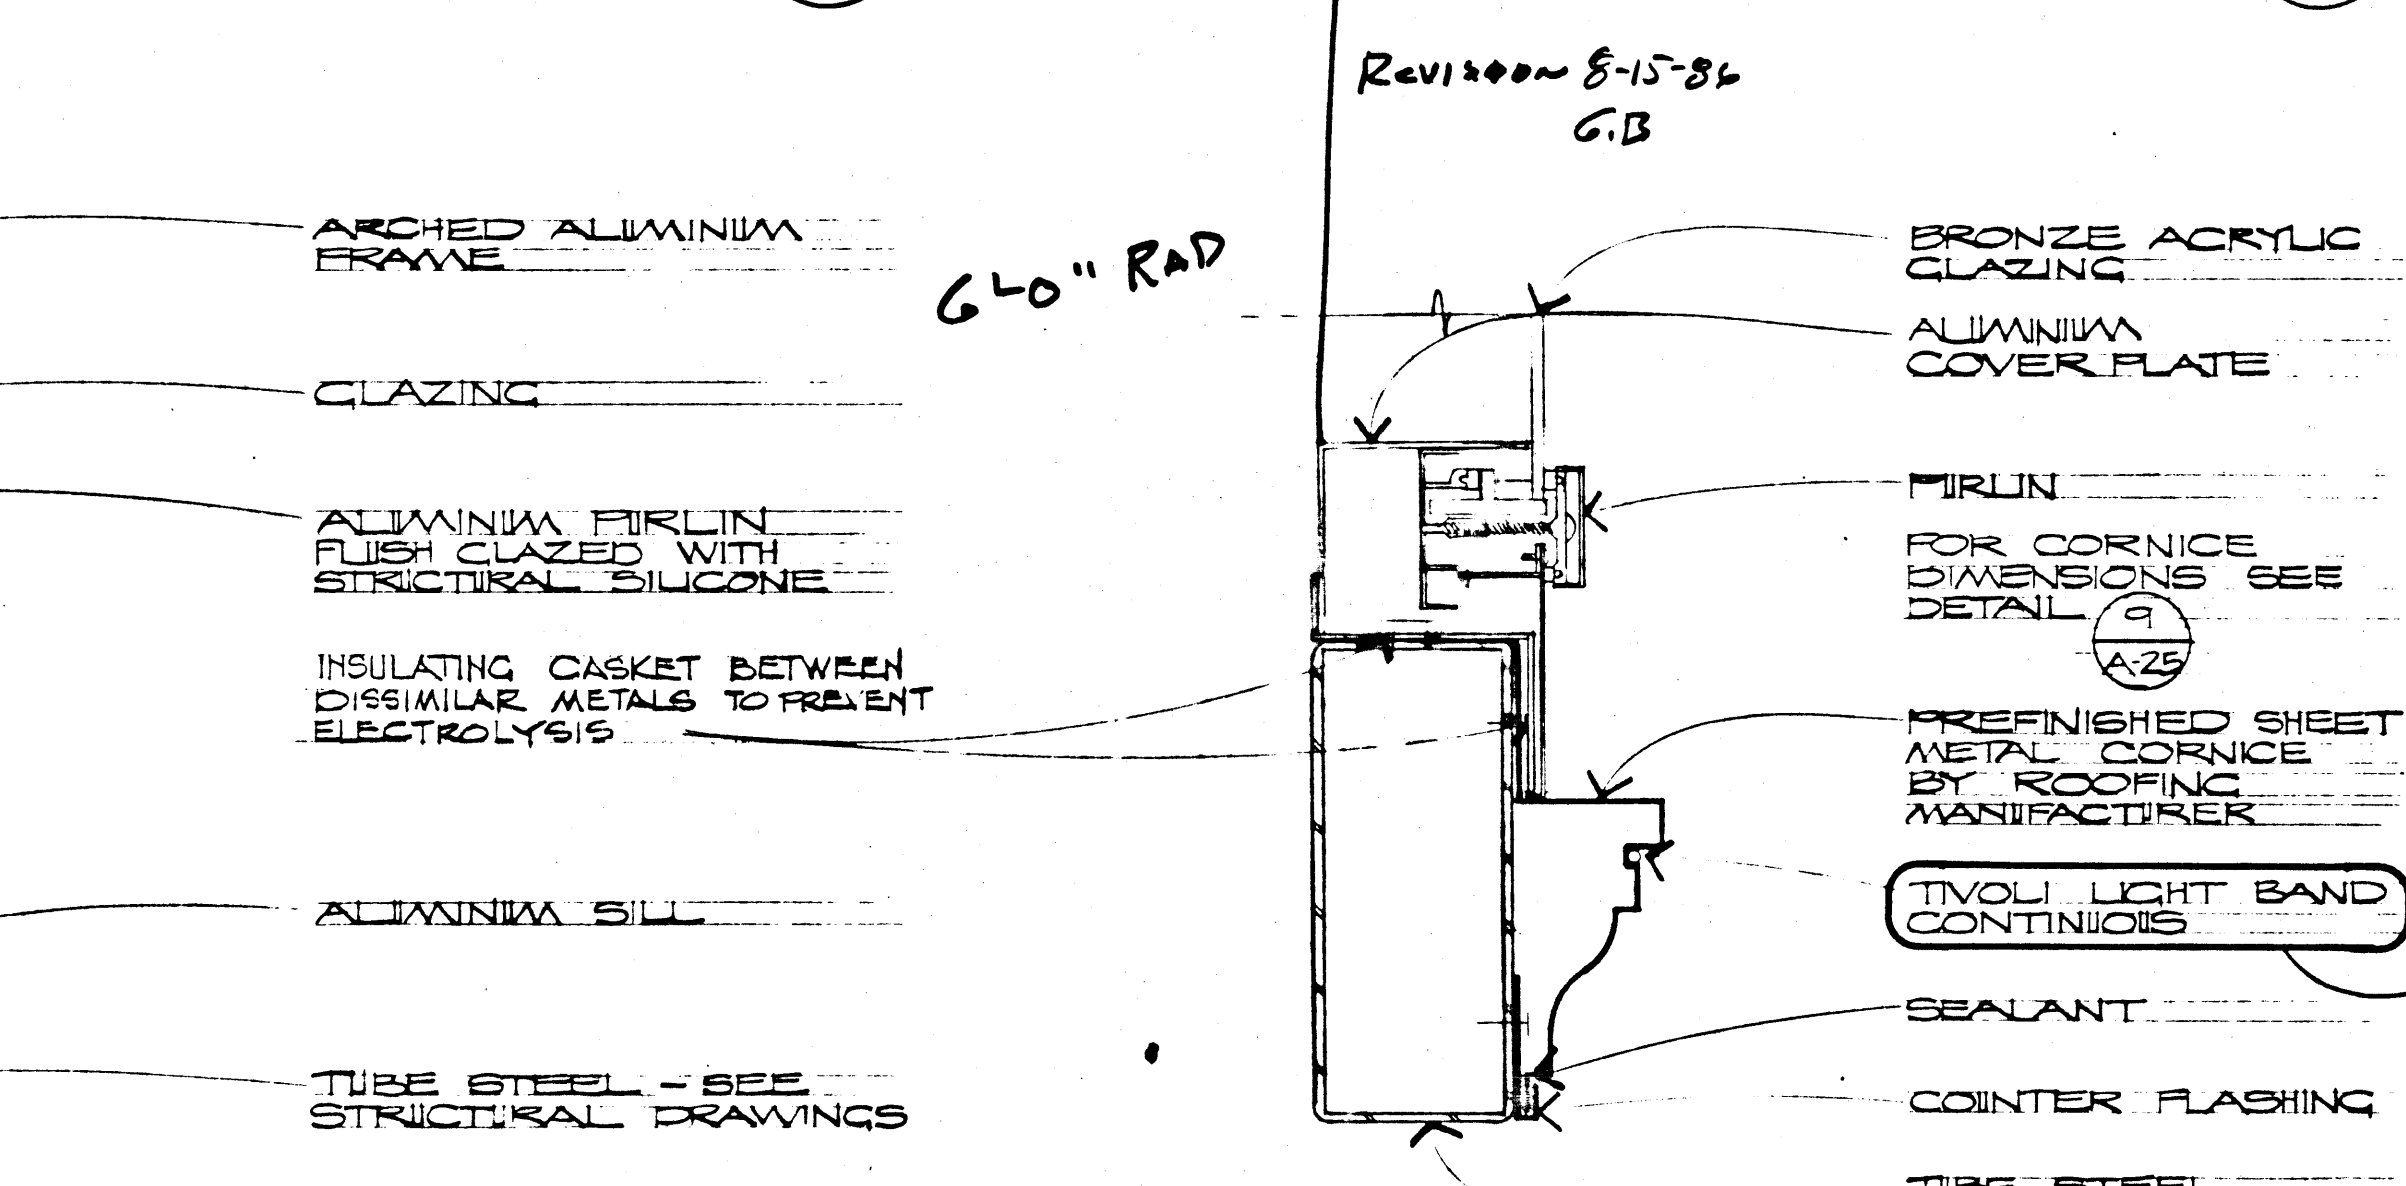 Revision 8-15-86
G.B
ARCHED ALUMINUM
FRAME
6'-0" RAD
GLAZING
ALUMINUM PURLIN
FLUSH GLAZED WITH
STRUCTURAL SILICONE
INSULATING GASKET BETWEEN
DISSIMILAR METALS TO PREVENT
ELECTROLYSIS
ALUMINUM SILL
TUBE STEEL - SEE
STRUCTURAL DRAWINGS
BRONZE ACRYLIC
GLAZING
ALUMINIUM
COVER PLATE
PURLIN
FOR CORNICE
DIMENSIONS SEE
DETAIL 9
A-25
PREFINISHED SHEET
METAL CORNICE
BY ROOFING
MANUFACTURER
TIVOLI LIGHT BAND
CONTINUOUS
SEALANT
COUNTER FLASHING
TUBE STEEL